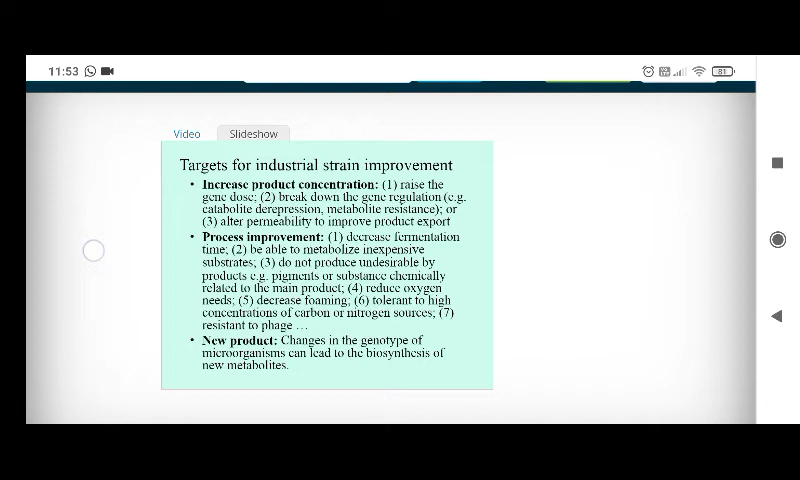 11:53
81
Video
Slideshow
Targets for industrial strain improvement
• Increase product concentration: (1) raise the
gene dose; (2) break down the gene regulation (e.g.
catabolite derepression, metabolite resistance); or
(3) alter permeability to improve product export
• Process improvement: (1) decrease fermentation
time; (2) be able to metabolize inexpensive
substrates; (3) do not produce undesirable by
products e.g. pigments or substance chemically
related to the main product; (4) reduce oxygen
needs; (5) decrease foaming; (6) tolerant to high
concentrations of carbon or nitrogen sources; (7)
resistant to phage …
• New product: Changes in the genotype of
microorganisms can lead to the biosynthesis of
new metabolites.